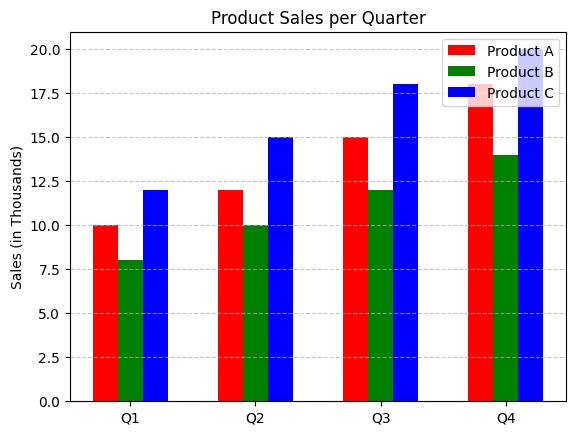 Product Sales per Quarter
20.0
17.5
15.0
12.5
10.0
7.5
5.0
2.5
0.0
Sales (in Thousands)
Product A
Product B
Product C
Q1 Q2 Q3 Q4